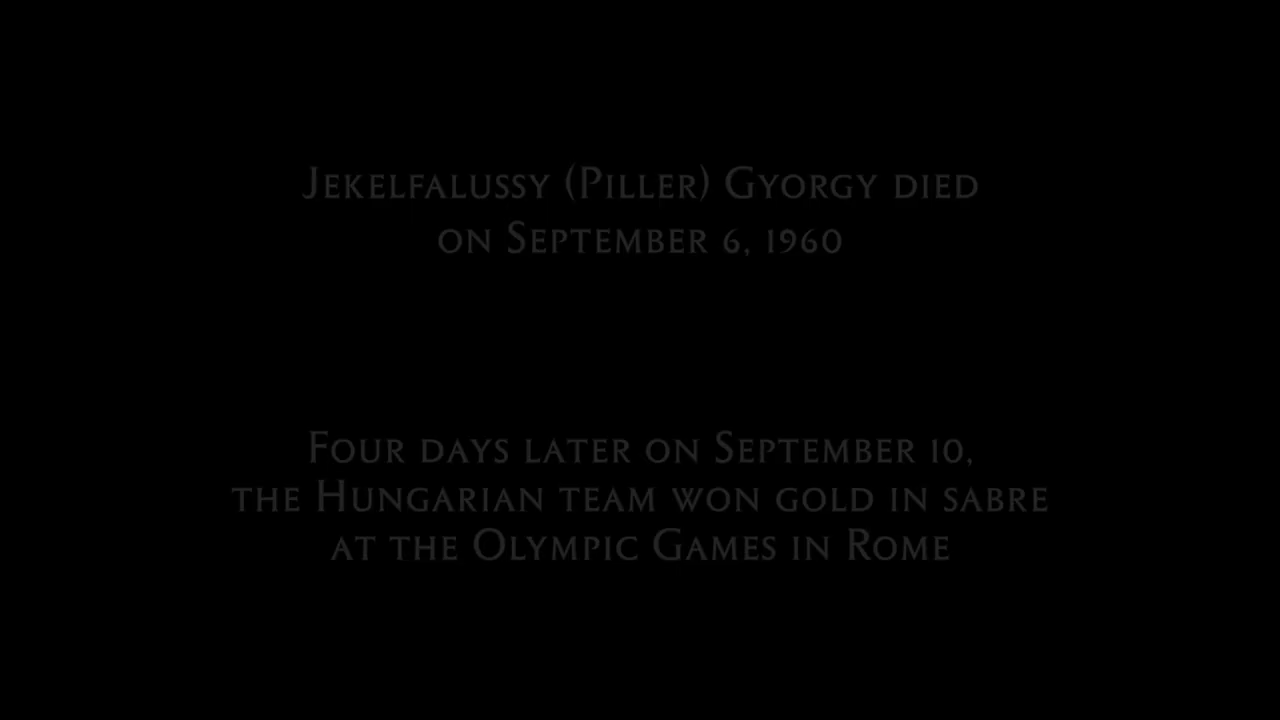 Jekelfalussy (Piller) Gyorgy died
on September 6, 1960
Four days later on September 10,
the Hungarian team won gold in sabre
at the Olympic Games in Rome